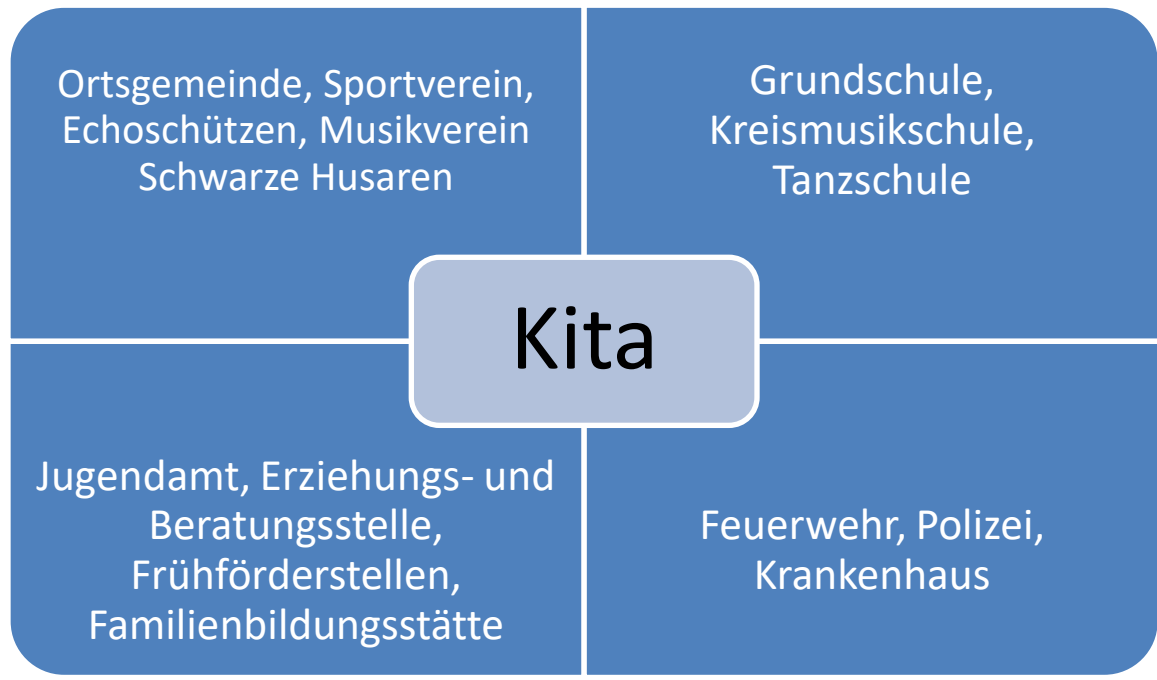 Ortsgemeinde, Sportverein,
Echoschützen, Musikverein
Schwarze Husaren
Grundschule,
Kreismusikschule,
Tanzschule
Kita
Jugendamt, Erziehungs- und
Beratungsstelle,
Frühförderstellen,
Familienbildungsstätte
Feuerwehr, Polizei,
Krankenhaus